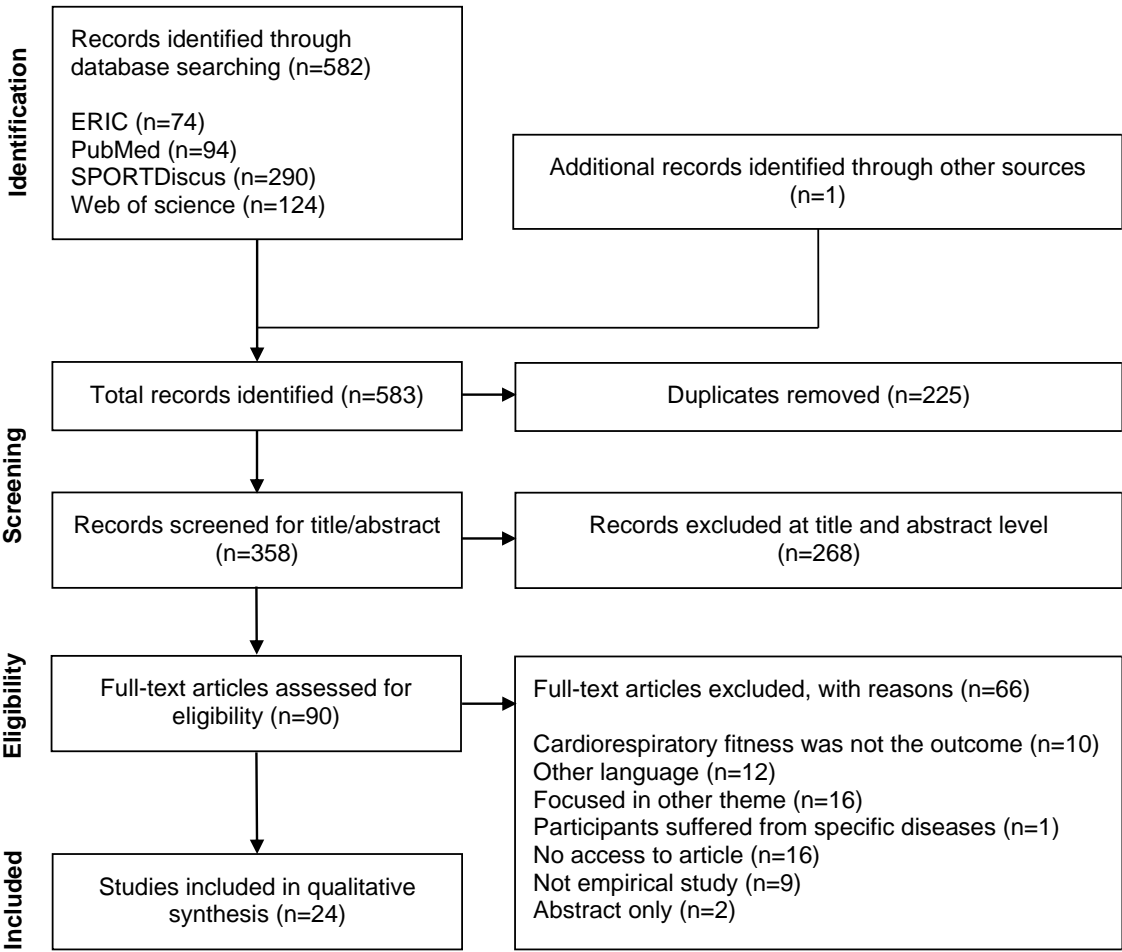 Identification
Records identified through
database searching (n=582)
ERIC (n=74)
PubMed (n=94)
SPORTDiscus (n=290)
Web of science (n=124)
Additional records identified through other sources
(n=1)
Screening
Total records identified (n=583)
Duplicates removed (n=225)
Records screened for title/abstract
(n=358)
Records excluded at title and abstract level
(n=268)
Eligibility
Full-text articles assessed for
eligibility (n=90)
Full-text articles excluded, with reasons (n=66)
Cardiorespiratory fitness was not the outcome (n=10)
Other language (n=12)
Focused in other theme (n=16)
Participants suffered from specific diseases (n=1)
No access to article (n=16)
Not empirical study (n=9)
Abstract only (n=2)
Included
Studies included in qualitative
synthesis (n=24)